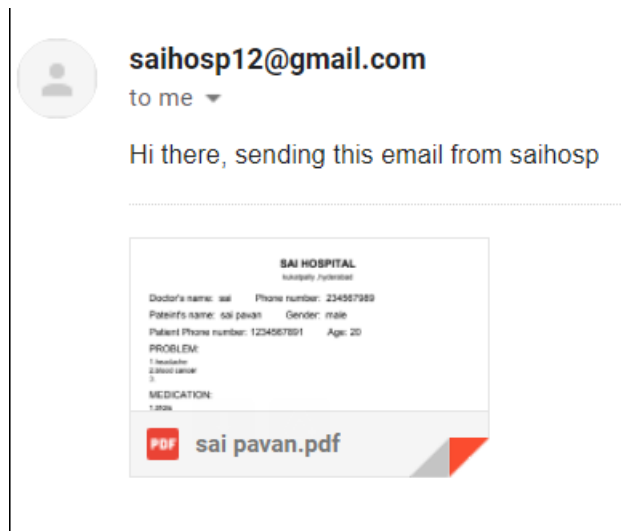 saihosp12@gmail.com
to me
Hi there, sending this email from saihosp
SAI HOSPITAL
kukatpally ,hyderabad
Doctor's name: sai Phone number: 234567989
Pateint's name: sai pavan Gender: male
Patient Phone number: 1234567891 Age: 20
PROBLEM:
1.headache
2.blood cancer
3.
MEDICATION:
PDF sai pavan.pdf